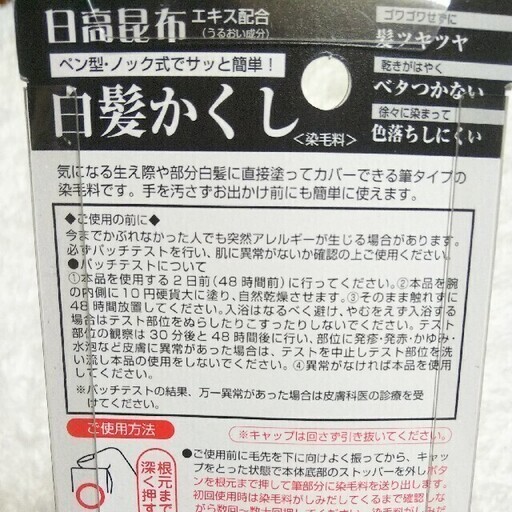 日高昆布 エキス配合
(うるおい成分)
ゴワゴワせずに
髪ツヤツヤ
ペン型・ノック式でサッと簡単!
乾きがはやく
ベタつかない
白髪かくし
<染毛料>
徐々に染まって
色落ちしにくい
気になる生え際や部分白髪に直接塗ってカバーできる筆タイプの
染毛料です。手を汚さずお出かけ前にも簡単に使えます。
◆ご使用の前に◆
今までかぶれなかった人でも突然アレルギーが生じる場合があります。
必ずパッチテストを行い、肌に異常がないか確認の上ご使用ください。
●パッチテストについて
①本品を使用する2日前(48時間前)に行ってください。②本品を腕
の内側に10円硬貨大に塗り、自然乾燥させます。③そのまま触れずに
48時間放置してください。入浴はなるべく避け、やむをえず入浴する
場合はテスト部位をぬらしたりこすったりしないでください。テスト
部位の観察は30分後と48時間後に行い、部位に発疹・発赤・かゆみ・
水泡など皮膚に異常があった場合は、テストを中止しテスト部位を洗
い流し本品の使用をしないでください。④異常がなければ本品を使用
してください。
※パッチテストの結果、万一異常があった場合は皮膚科医の診療を受
けてください。
ご使用方法
※キャップは回さず引き抜いてください。
根元まで
深く押す
●ご使用前に毛先を下に向けよく振ってから、キャッ
プをとった状態で本体底部のストッパーを外しボタ
ンを根元まで押して筆部分に染毛料を送り出します。
初回使用時は染毛料がしみだしてくるまで確認しな
がら数回~数十回押してください。染毛料がしみだ